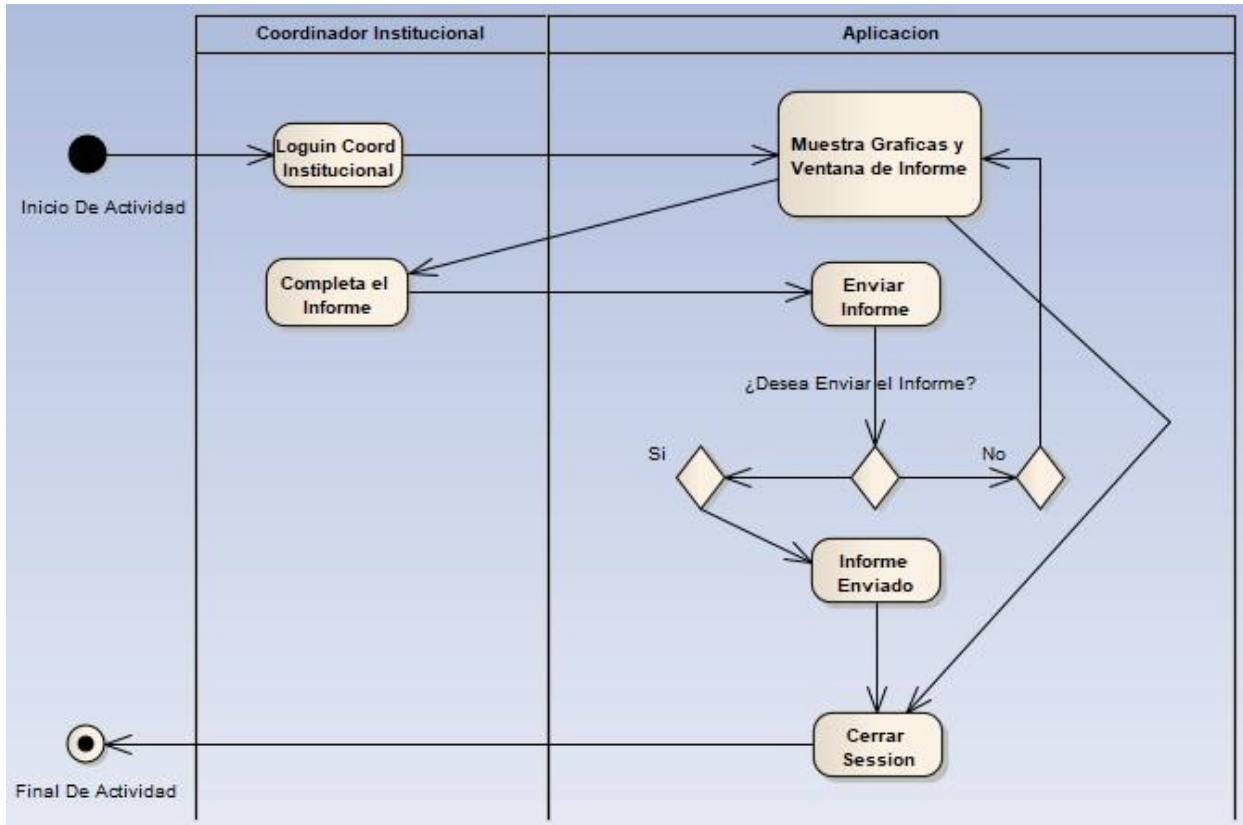 Coordinador Institucional
Aplicacion
Loguin Coord
Institucional
Muestra Graficas y
Ventana de Informe
Inicio De Actividad
Completa el
Informe
Enviar
Informe
¿Desea Enviar el Informe?
Si
No
Informe
Enviado
Cerrar
Session
Final De Actividad